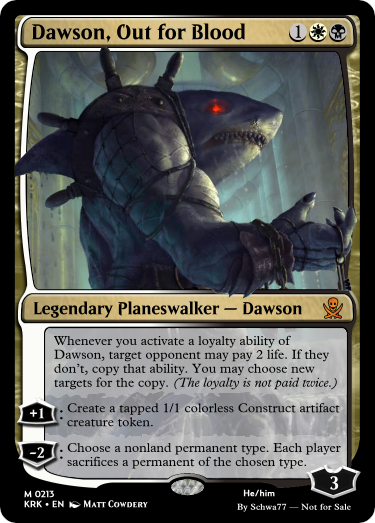 Dawson, Out for Blood 1
Legendary Planeswalker — Dawson
Whenever you activate a loyalty ability of
Dawson, target opponent may pay 2 life. If they
don't, copy that ability. You may choose new
targets for the copy. (The loyalty is not paid twice.)
+1: Create a tapped 1/1 colorless Construct artifact
creature token.
−2: Choose a nonland permanent type. Each player
sacrifices a permanent of the chosen type.
3
M 0213
KRK • EN Matt Cowdery
He/him
By Schwa77 — Not for Sale